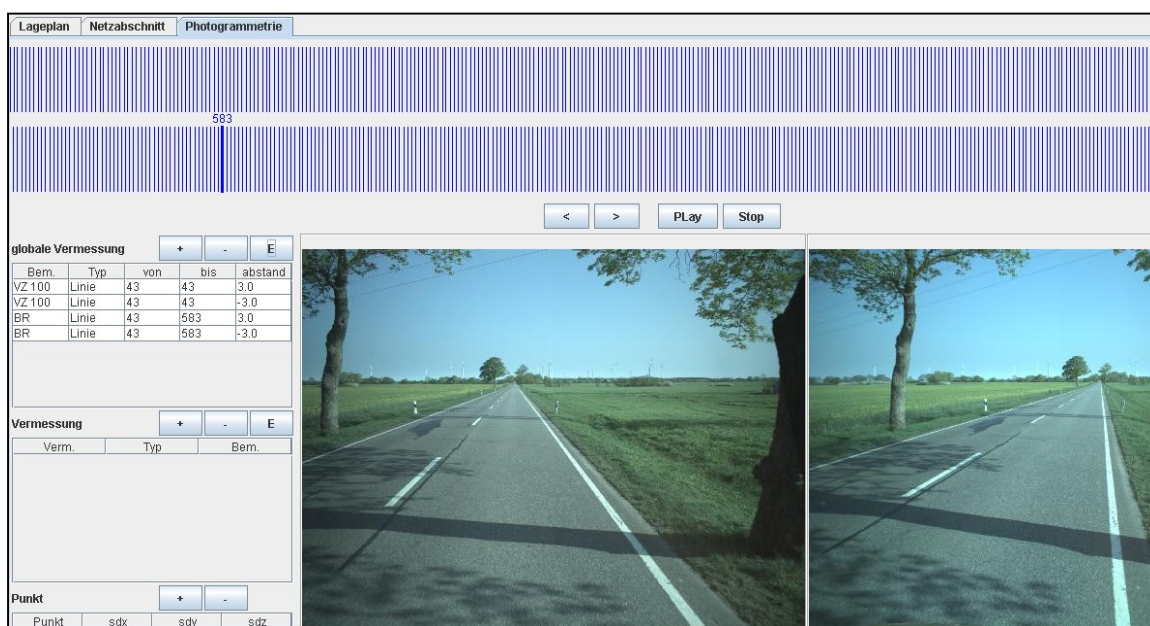 Lageplan Netzabschnitt Photogrammetrie
583
< > PLay Stop
globale Vermessung + - E
Bem. Typ von bis abstand
VZ 100 Linie 43 43 3.0
VZ 100 Linie 43 43 -3.0
BR Linie 43 583 3.0
BR Linie 43 583 -3.0
Vermessung + - E
Verm. Typ Bem.
Punkt + -
Punkt sdx sdy sdz